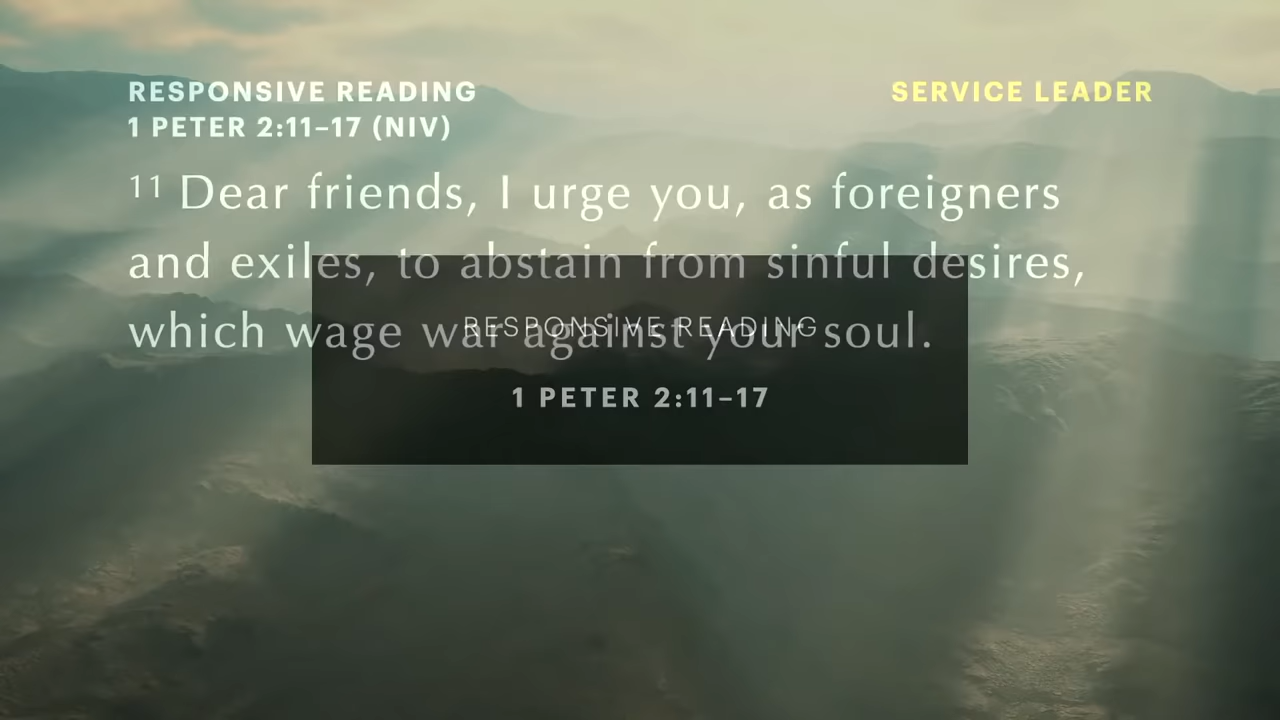 RESPONSIVE READING
SERVICE LEADER
1 PETER 2:11–17 (NIV)
¹¹ Dear friends, I urge you, as foreigners
and exiles, to abstain from sinful desires,
which wage war against your soul.
RESPONSIVE READING
1 PETER 2:11–17